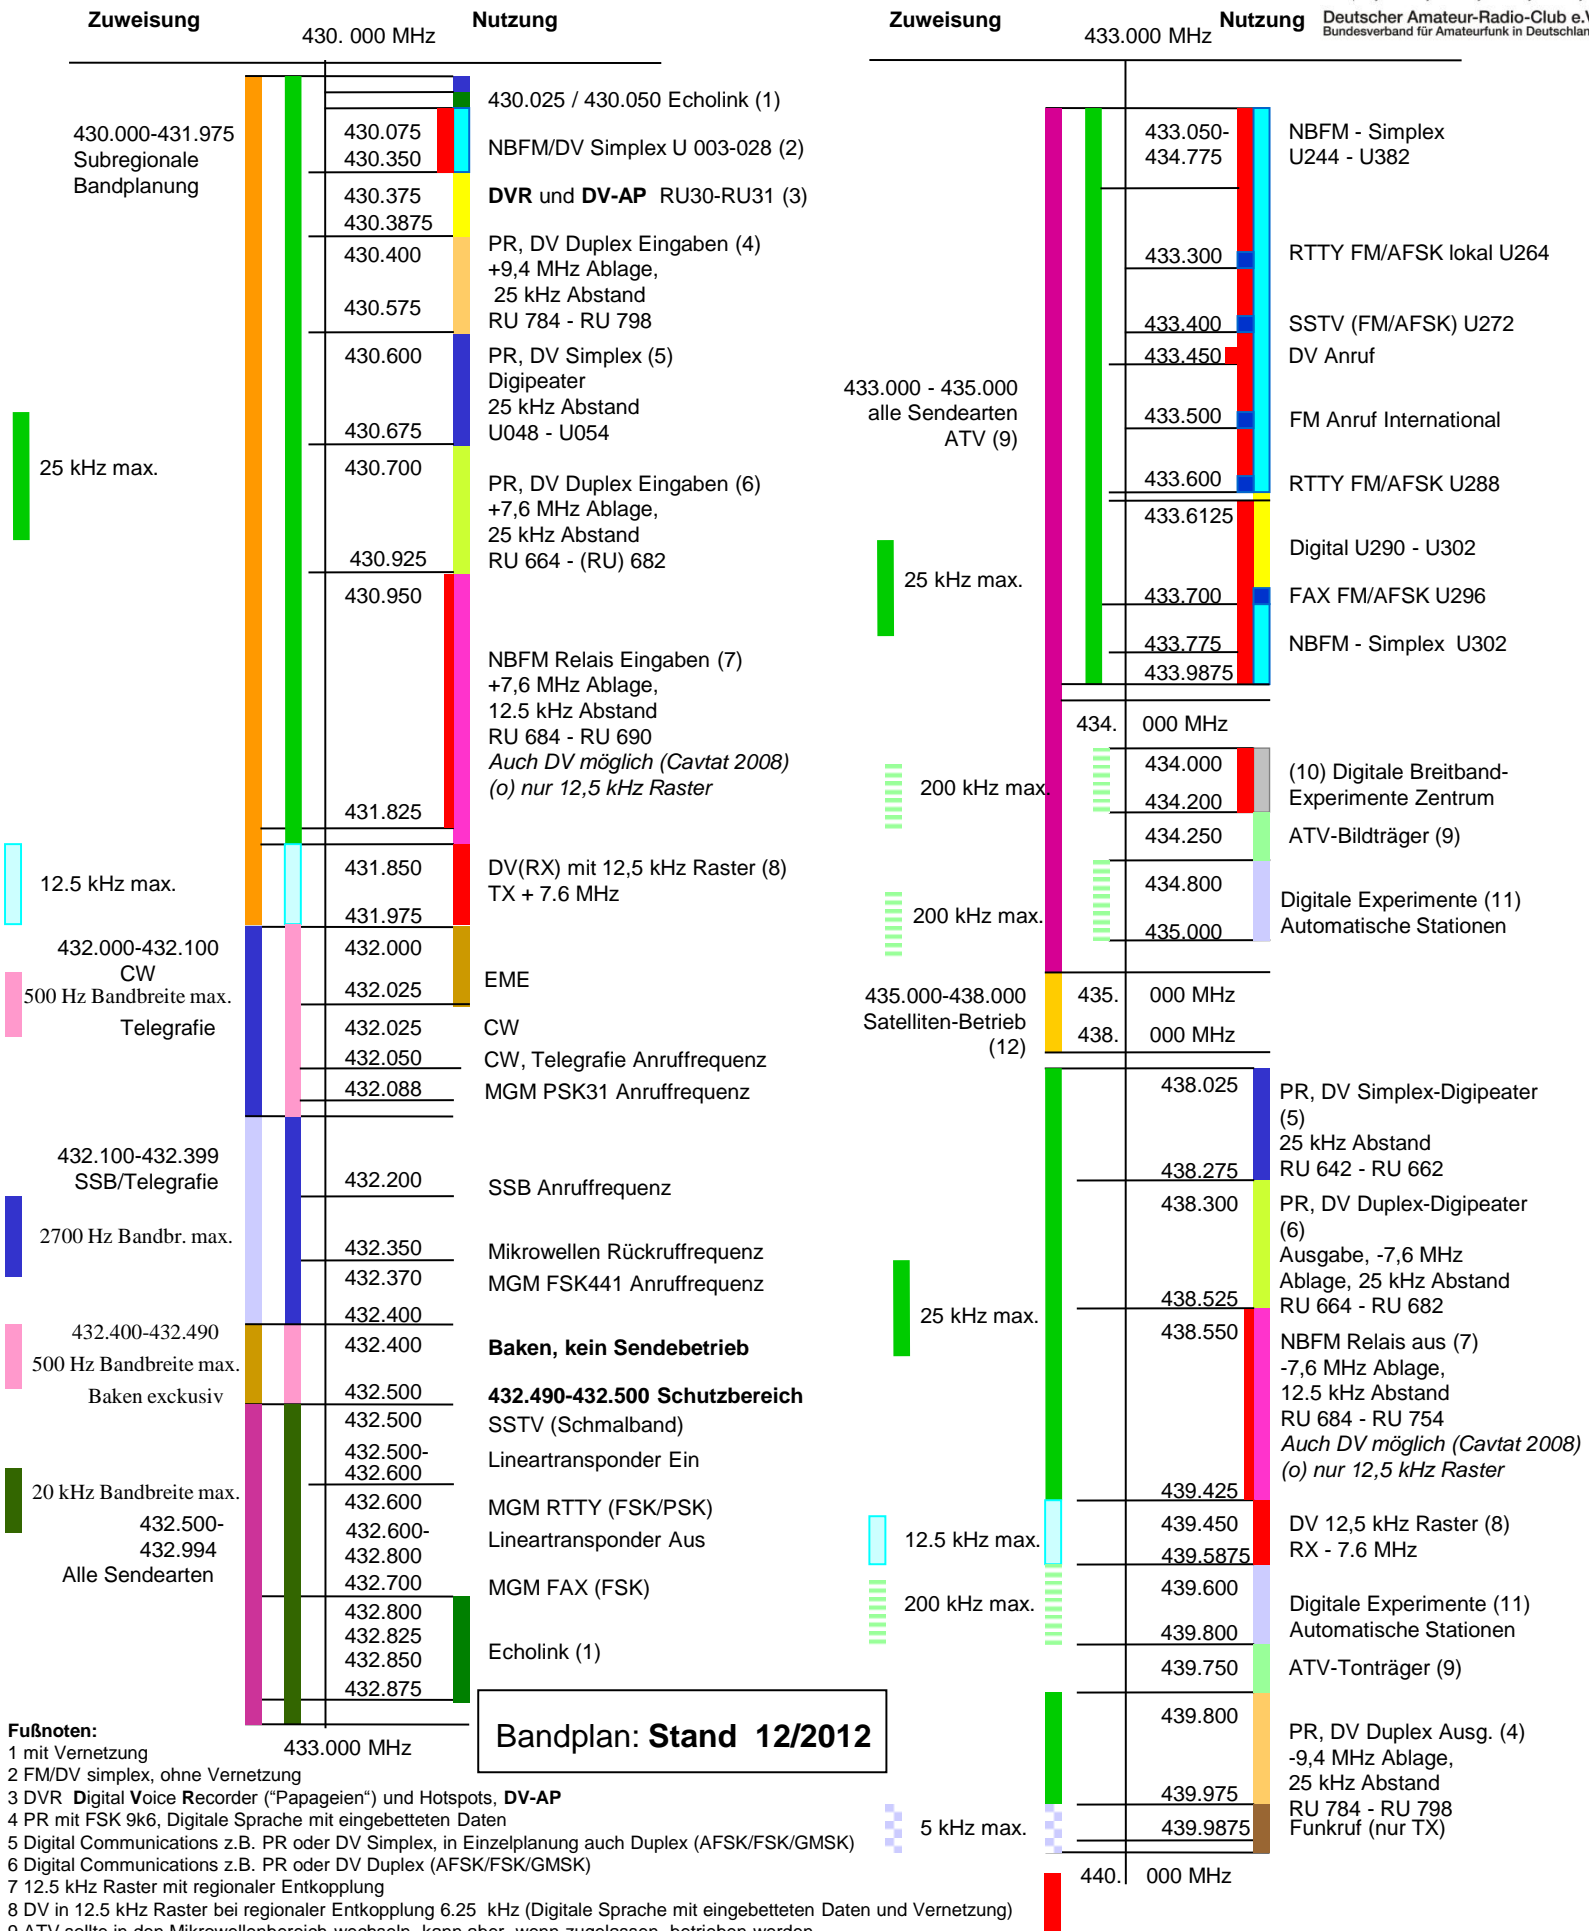 Zuweisung
430. 000 MHz
Nutzung
430.000-431.975
Subregionale
Bandplanung
430.025 / 430.050 Echolink (1)
430.075
430.350
NBFM/DV Simplex U 003-028 (2)
430.375
430.3875
DVR und DV-AP RU30-RU31 (3)
430.400
430.575
PR, DV Duplex Eingaben (4)
+9,4 MHz Ablage,
25 kHz Abstand
RU 784 - RU 798
430.600
430.675
PR, DV Simplex (5)
Digipeater
25 kHz Abstand
U048 - U054
25 kHz max.
430.700
430.925
PR, DV Duplex Eingaben (6)
+7,6 MHz Ablage,
25 kHz Abstand
RU 664 - (RU) 682
430.950
431.825
NBFM Relais Eingaben (7)
+7,6 MHz Ablage,
12.5 kHz Abstand
RU 684 - RU 690
Auch DV möglich (Cavtat 2008)
(o) nur 12,5 kHz Raster
12.5 kHz max.
431.850
431.975
DV(RX) mit 12,5 kHz Raster (8)
TX + 7.6 MHz
432.000-432.100
CW
500 Hz Bandbreite max.
Telegrafie
432.000
432.025
EME
432.025
CW
432.050
CW, Telegrafie Anruffrequenz
432.088
MGM PSK31 Anruffrequenz
432.100-432.399
SSB/Telegrafie
2700 Hz Bandbr. max.
432.200
SSB Anruffrequenz
432.350
Mikrowellen Rückruffrequenz
432.370
MGM FSK441 Anruffrequenz
432.400
432.400-432.490
500 Hz Bandbreite max.
Baken exckusiv
432.400
Baken, kein Sendebetrieb
432.500
432.490-432.500 Schutzbereich
432.500
SSTV (Schmalband)
432.500-
432.600
Lineartransponder Ein
20 kHz Bandbreite max.
432.500-
432.994
Alle Sendearten
432.600
MGM RTTY (FSK/PSK)
432.600-
432.800
Lineartransponder Aus
432.700
MGM FAX (FSK)
432.800
432.825
432.850
432.875
Echolink (1)
433.000 MHz
Bandplan: Stand 12/2012
Fußnoten:
1 mit Vernetzung
2 FM/DV simplex, ohne Vernetzung
3 DVR Digital Voice Recorder (“Papageien”) und Hotspots, DV-AP
4 PR mit FSK 9k6, Digitale Sprache mit eingebetteten Daten
5 Digital Communications z.B. PR oder DV Simplex, in Einzelplanung auch Duplex (AFSK/FSK/GMSK)
6 Digital Communications z.B. PR oder DV Duplex (AFSK/FSK/GMSK)
7 12.5 kHz Raster mit regionaler Entkopplung
8 DV in 12.5 kHz Raster bei regionaler Entkopplung 6.25 kHz (Digitale Sprache mit eingebetteten Daten und Vernetzung)
9 ATV sollte in den Mikrowellenbereich wechseln, kann aber, wenn zugelassen, betrieben werden
Zuweisung
433.000 MHz
Nutzung
Deutscher Amateur-Radio-Club e.V
Bundesverband für Amateurfunk in Deutschlan
433.050-
434.775
NBFM - Simplex
U244 - U382
433.300
RTTY FM/AFSK lokal U264
433.400
SSTV (FM/AFSK) U272
433.450
DV Anruf
433.000 - 435.000
alle Sendearten
ATV (9)
433.500
FM Anruf International
433.600
RTTY FM/AFSK U288
433.6125
Digital U290 - U302
25 kHz max.
433.700
FAX FM/AFSK U296
433.775
433.9875
NBFM - Simplex U302
434. 000 MHz
200 kHz max.
434.000
434.200
(10) Digitale Breitband-
Experimente Zentrum
434.250
ATV-Bildträger (9)
200 kHz max.
434.800
435.000
Digitale Experimente (11)
Automatische Stationen
435.000-438.000
Satelliten-Betrieb
(12)
435. 000 MHz
438. 000 MHz
438.025
438.275
PR, DV Simplex-Digipeater
(5)
25 kHz Abstand
RU 642 - RU 662
438.300
438.525
PR, DV Duplex-Digipeater
(6)
Ausgabe, -7,6 MHz
Ablage, 25 kHz Abstand
RU 664 - RU 682
25 kHz max.
438.550
439.425
NBFM Relais aus (7)
-7,6 MHz Ablage,
12.5 kHz Abstand
RU 684 - RU 754
Auch DV möglich (Cavtat 2008)
(o) nur 12,5 kHz Raster
12.5 kHz max.
439.450
439.5875
DV 12,5 kHz Raster (8)
RX - 7.6 MHz
200 kHz max.
439.600
439.800
Digitale Experimente (11)
Automatische Stationen
439.750
ATV-Tonträger (9)
439.800
439.975
PR, DV Duplex Ausg. (4)
-9,4 MHz Ablage,
25 kHz Abstand
RU 784 - RU 798
5 kHz max.
439.9875
Funkruf (nur TX)
440. 000 MHz